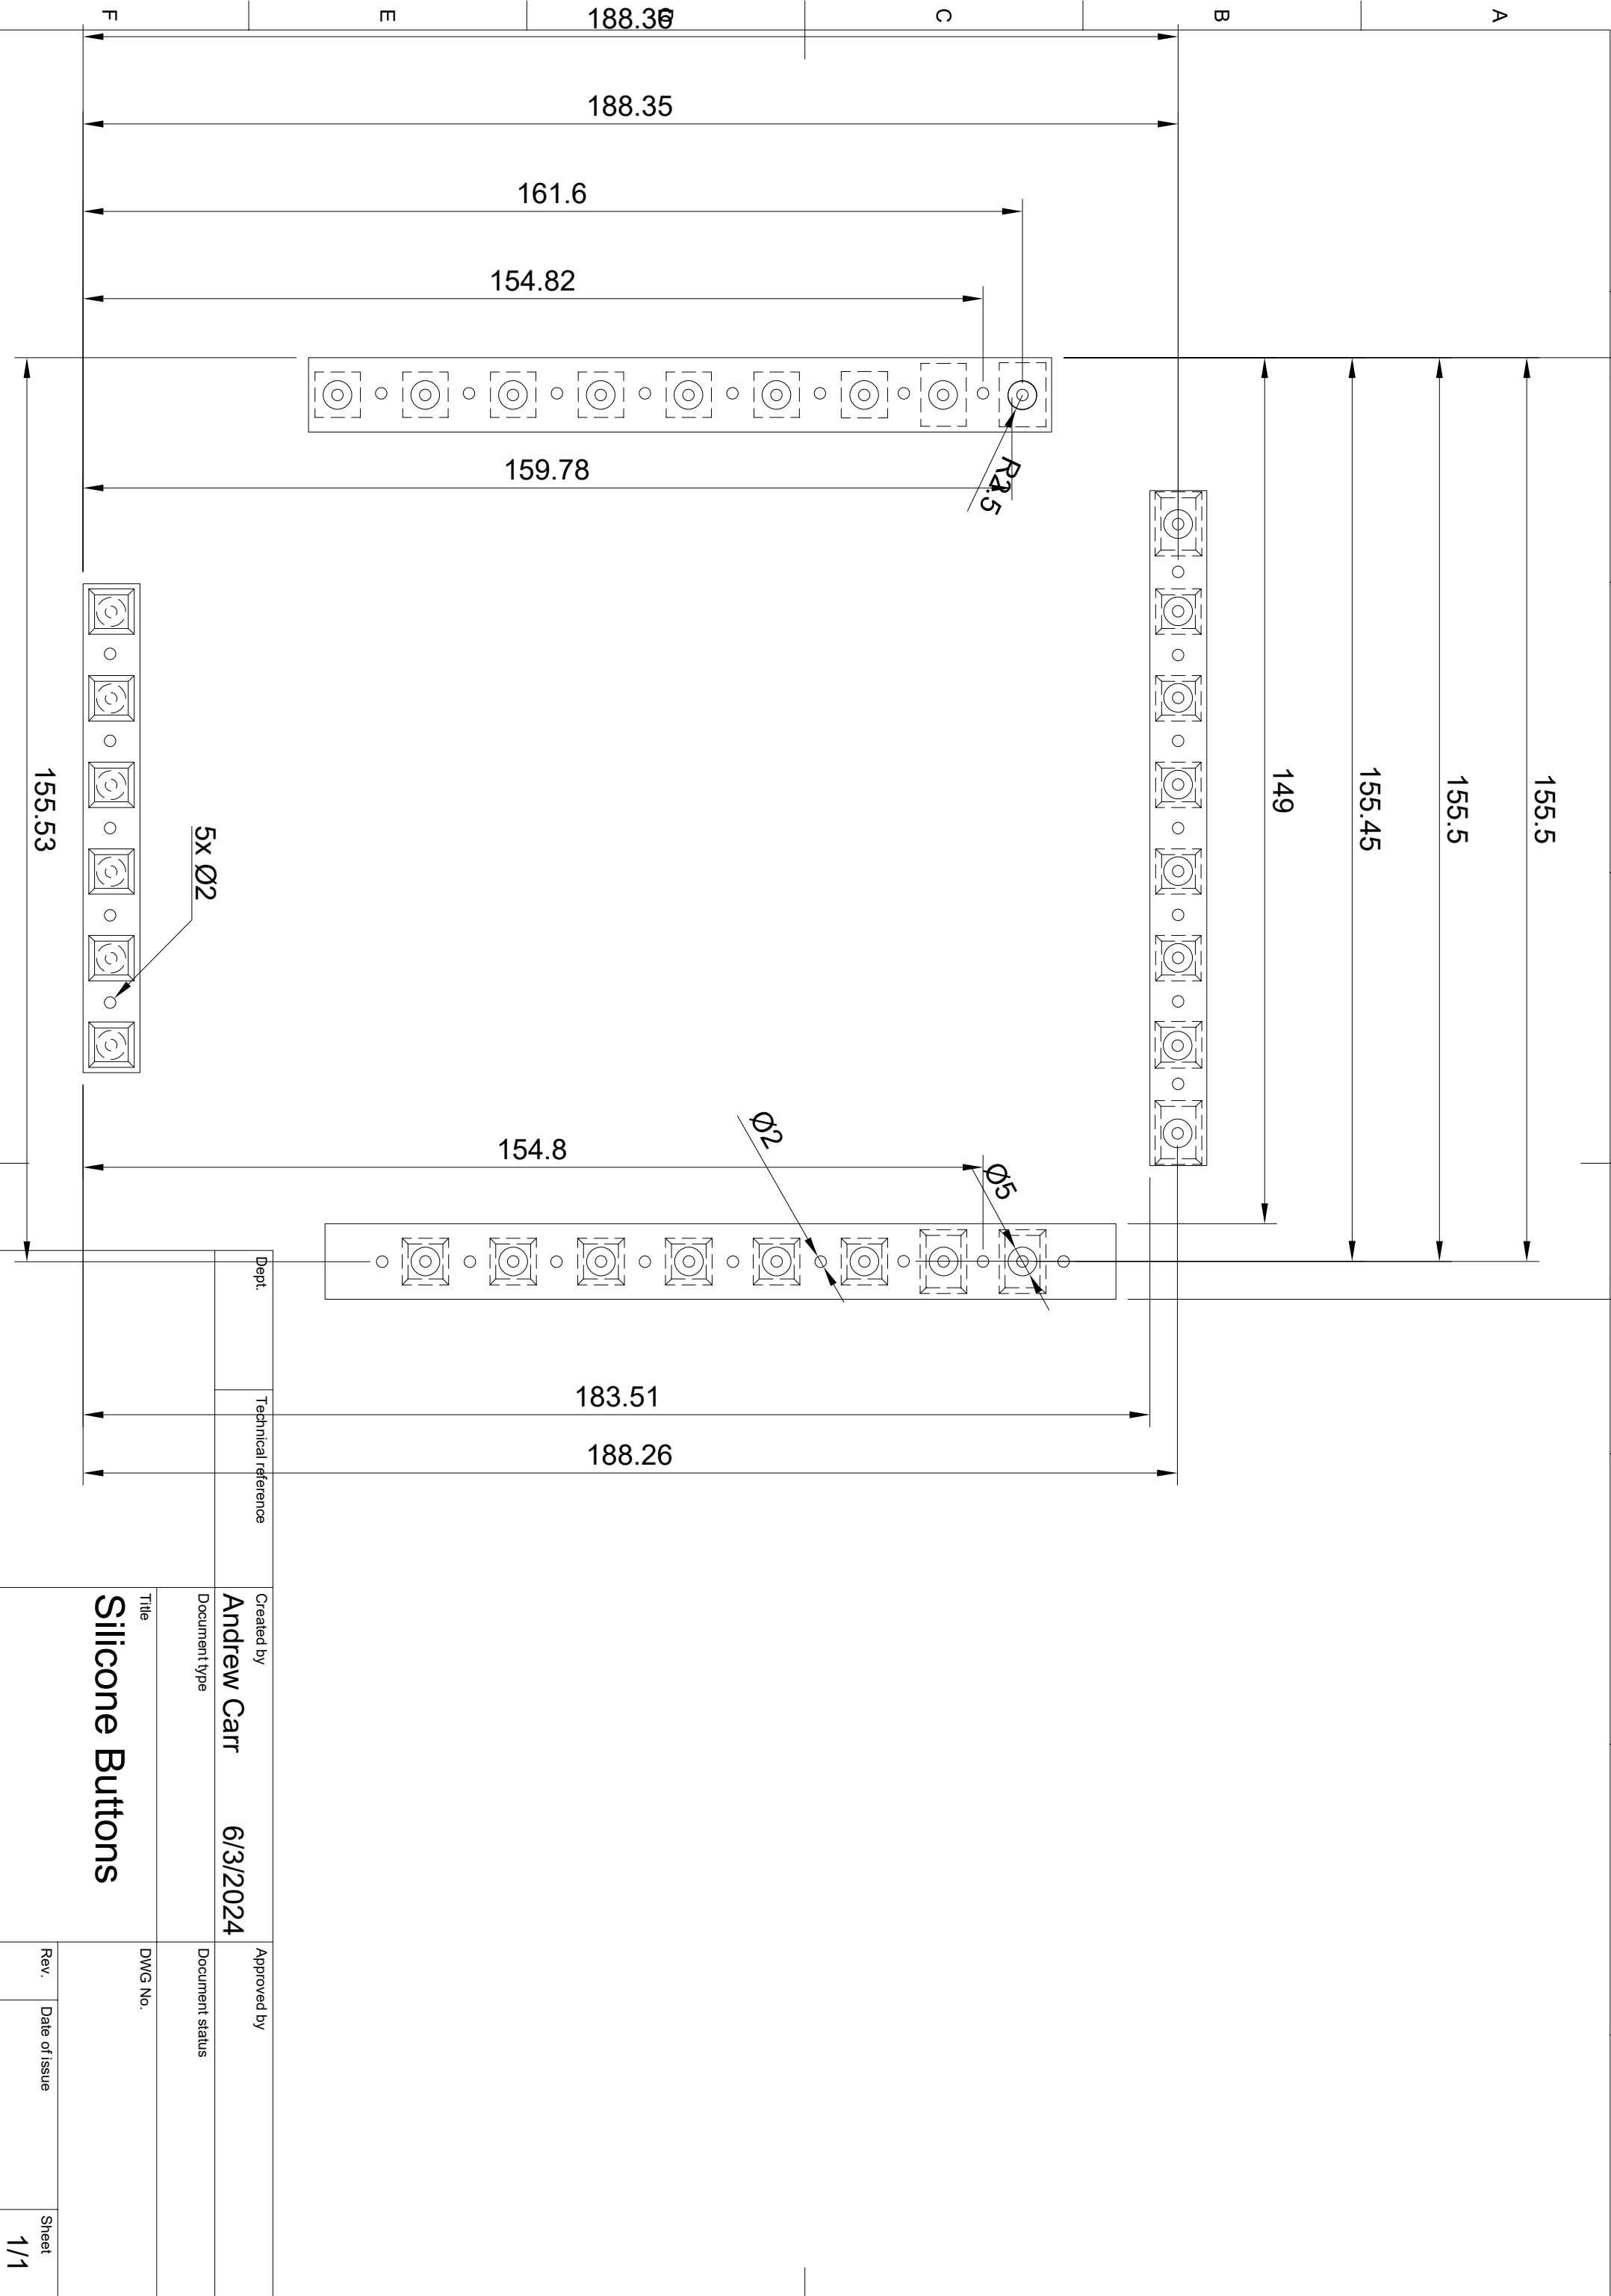 F
E
D
C
B
A
188.36
188.35
161.6
154.82
159.78
149
155.45
155.5
155.5
155.53
5x Ø2
154.8
Ø2
Ø5
183.51
188.26
Dept.
Technical reference
Created by
Andrew Carr 6/3/2024
Approved by
Document type
Document status
Title
Silicone Buttons
DWG No.
Rev.
Date of issue
Sheet
1/1